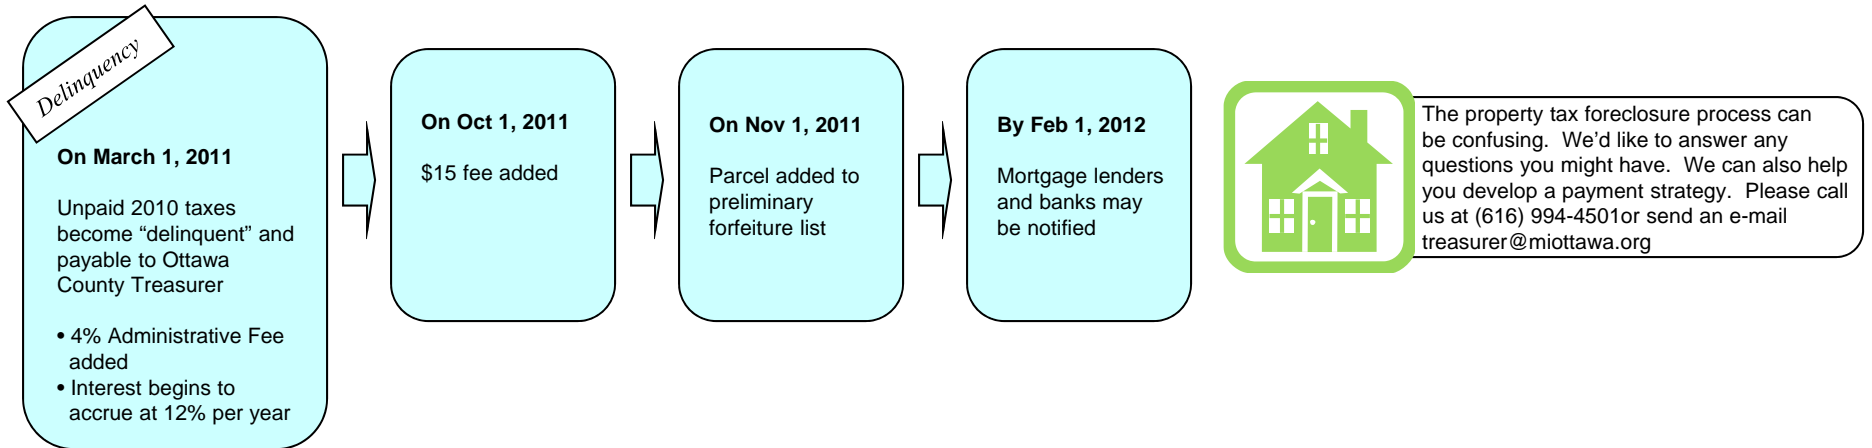 Delinquency
On March 1, 2011
Unpaid 2010 taxes
become “delinquent” and
payable to Ottawa
County Treasurer
• 4% Administrative Fee
added
• Interest begins to
accrue at 12% per year
On Oct 1, 2011
$15 fee added
On Nov 1, 2011
Parcel added to
preliminary
forfeiture list
By Feb 1, 2012
Mortgage lenders
and banks may
be notified
The property tax foreclosure process can
be confusing.  We’d like to answer any
questions you might have.  We can also help
you develop a payment strategy.  Please call
us at (616) 994-4501or send an e-mail
treasurer@miottawa.org